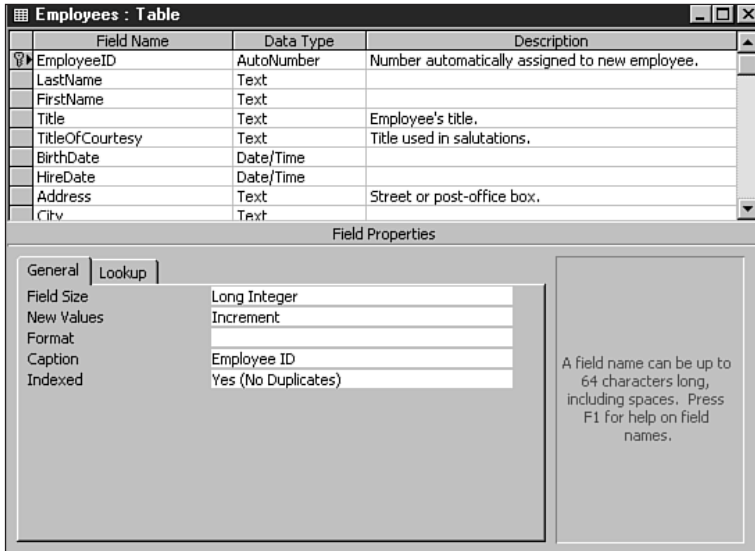 Employees : Table
Field Name Data Type Description
EmployeeID AutoNumber Number automatically assigned to new employee.
LastName Text
FirstName Text
Title Text Employee's title.
TitleOfCourtesy Text Title used in salutations.
BirthDate Date/Time
HireDate Date/Time
Address Text Street or post-office box.
City Text
Field Properties
General Lookup
Field Size Long Integer
New Values Increment
Format
Caption Employee ID
Indexed Yes (No Duplicates)
A field name can be up to
64 characters long,
including spaces. Press
F1 for help on field
names.